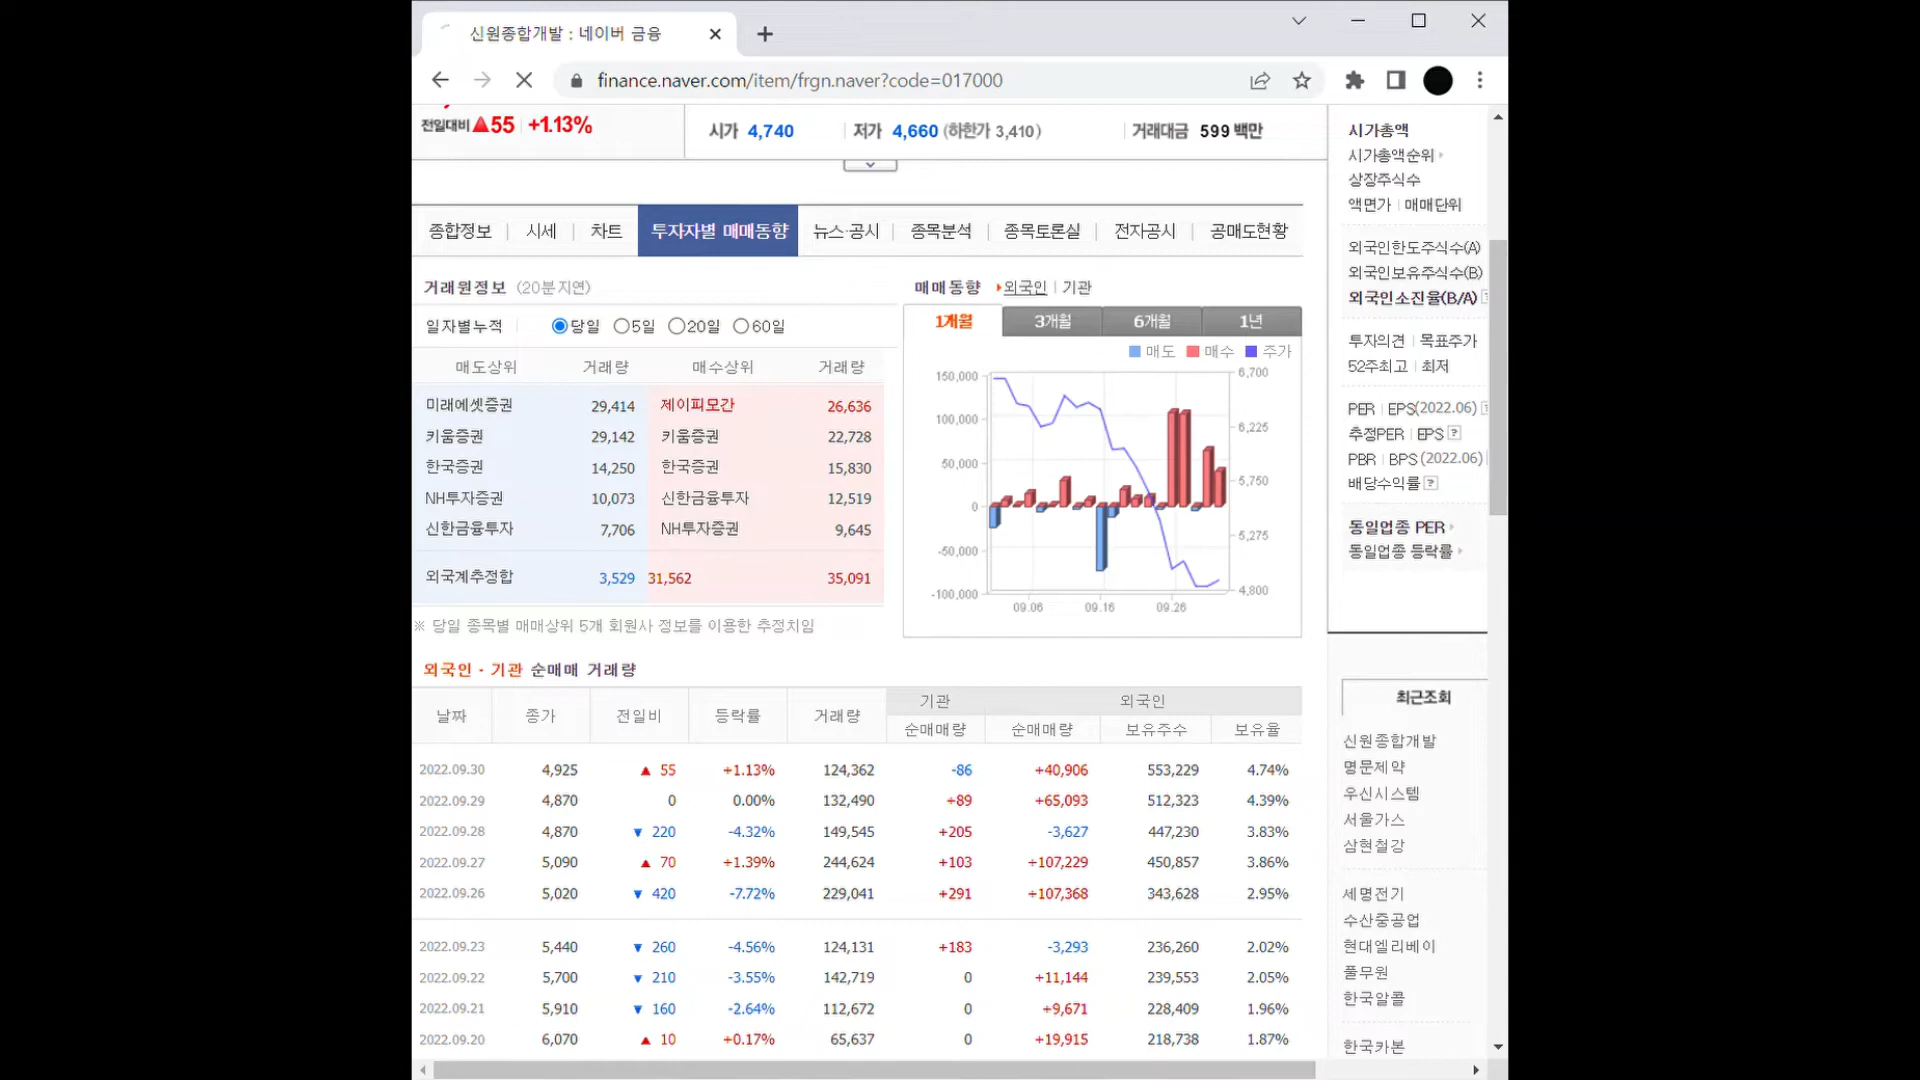 신원종합개발 : 네이버 금융
finance.naver.com/item/frgn.naver?code=017000
전일대비 ▲55 +1.13%
시가 4,740 저가 4,660 (하한가 3,410) 거래대금 599 백만
종합정보 시세 차트 투자자별 매매동향 뉴스·공시 종목분석 종목토론실 전자공시 공매도현황
거래원정보 (20분지연)
일자별누적 당일 5일 20일 60일
매도상위 거래량 매수상위 거래량
미래에셋증권 29,414 제이피모간 26,636
키움증권 29,142 키움증권 22,728
한국증권 14,250 한국증권 15,830
NH투자증권 10,073 신한금융투자 12,519
신한금융투자 7,706 NH투자증권 9,645
외국계추정합 3,529 31,562 35,091
※ 당일 종목별 매매상위 5개 회원사 정보를 이용한 추정치임
매매동향 외국인 기관
1개월 3개월 6개월 1년
매도 매수 주가
150,000 6,700
100,000 6,225
50,000 5,750
0 5,275
-50,000
-100,000 4,800
09.06 09.16 09.26
외국인 · 기관 순매매 거래량
날짜 종가 전일비 등락률 거래량 기관 외국인
순매매량 순매매량 보유주수 보유율
2022.09.30 4,925 ▲ 55 +1.13% 124,362 -86 +40,906 553,229 4.74%
2022.09.29 4,870 0 0.00% 132,490 +89 +65,093 512,323 4.39%
2022.09.28 4,870 ▼ 220 -4.32% 149,545 +205 -3,627 447,230 3.83%
2022.09.27 5,090 ▲ 70 +1.39% 244,624 +103 +107,229 450,857 3.86%
2022.09.26 5,020 ▼ 420 -7.72% 229,041 +291 +107,368 343,628 2.95%
2022.09.23 5,440 ▼ 260 -4.56% 124,131 +183 -3,293 236,260 2.02%
2022.09.22 5,700 ▼ 210 -3.55% 142,719 0 +11,144 239,553 2.05%
2022.09.21 5,910 ▼ 160 -2.64% 112,672 0 +9,671 228,409 1.96%
2022.09.20 6,070 ▲ 10 +0.17% 65,637 0 +19,915 218,738 1.87%
시가총액
시가총액순위
상장주식수
액면가 매매단위
외국인한도주식수(A)
외국인보유주식수(B)
외국인소진율(B/A) ?
투자의견 목표주가
52주최고 최저
PER EPS(2022.06) ?
추정PER EPS ?
PBR BPS (2022.06)
배당수익률 ?
동일업종 PER
동일업종 등락률
최근조회
신원종합개발
명문제약
우신시스템
서울가스
삼현철강
세명전기
수산중공업
현대엘리베이
풀무원
한국알콜
한국카본